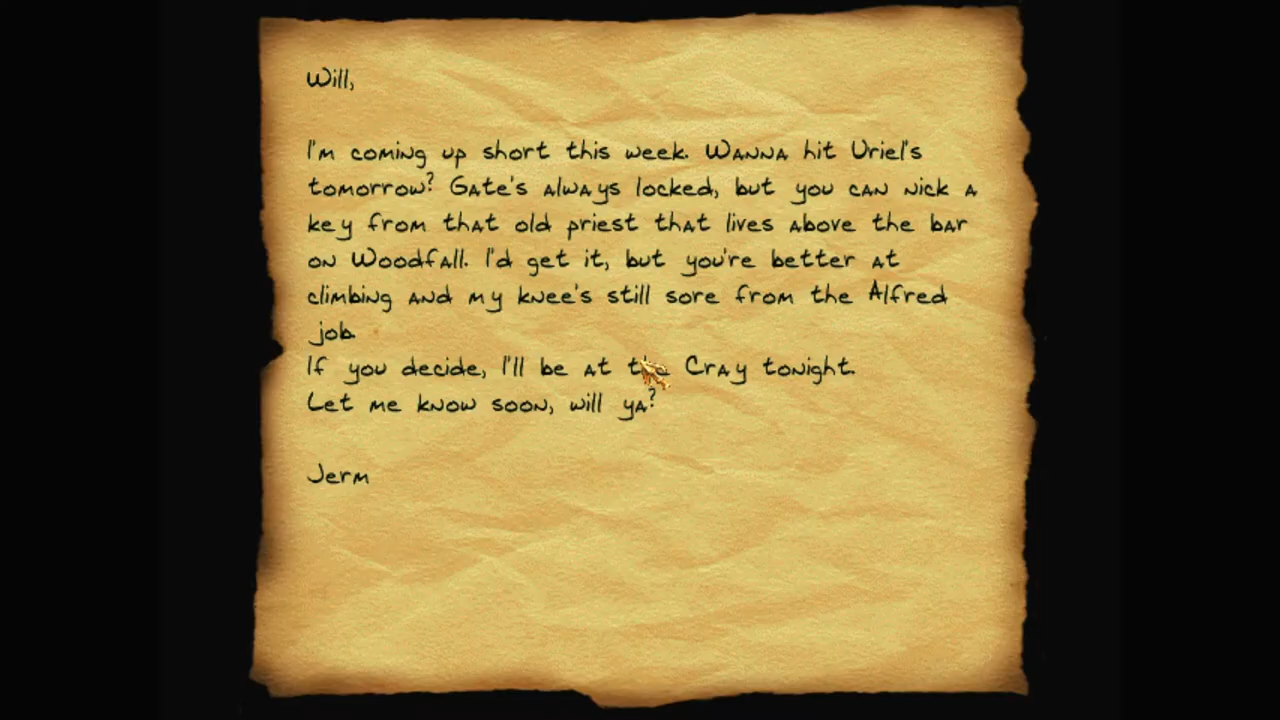 Will,
I'm coming up short this week. Wanna hit Uriel's
tomorrow? Gate's always locked, but you can nick a
key from that old priest that lives above the bar
on Woodfall. I'd get it, but you're better at
climbing and my knee's still sore from the Alfred
job.
If you decide, I'll be at the Cray tonight.
Let me know soon, will ya?
Jerm